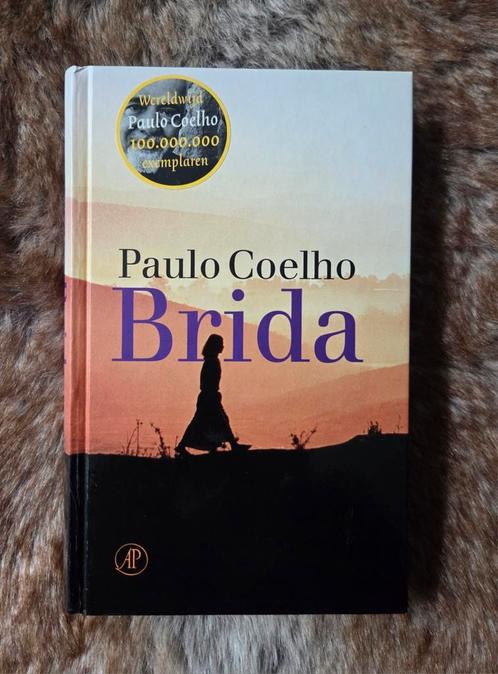 Wereldwijd
Paulo Coelho
100.000.000
exemplaren
Paulo Coelho
Brida
AP